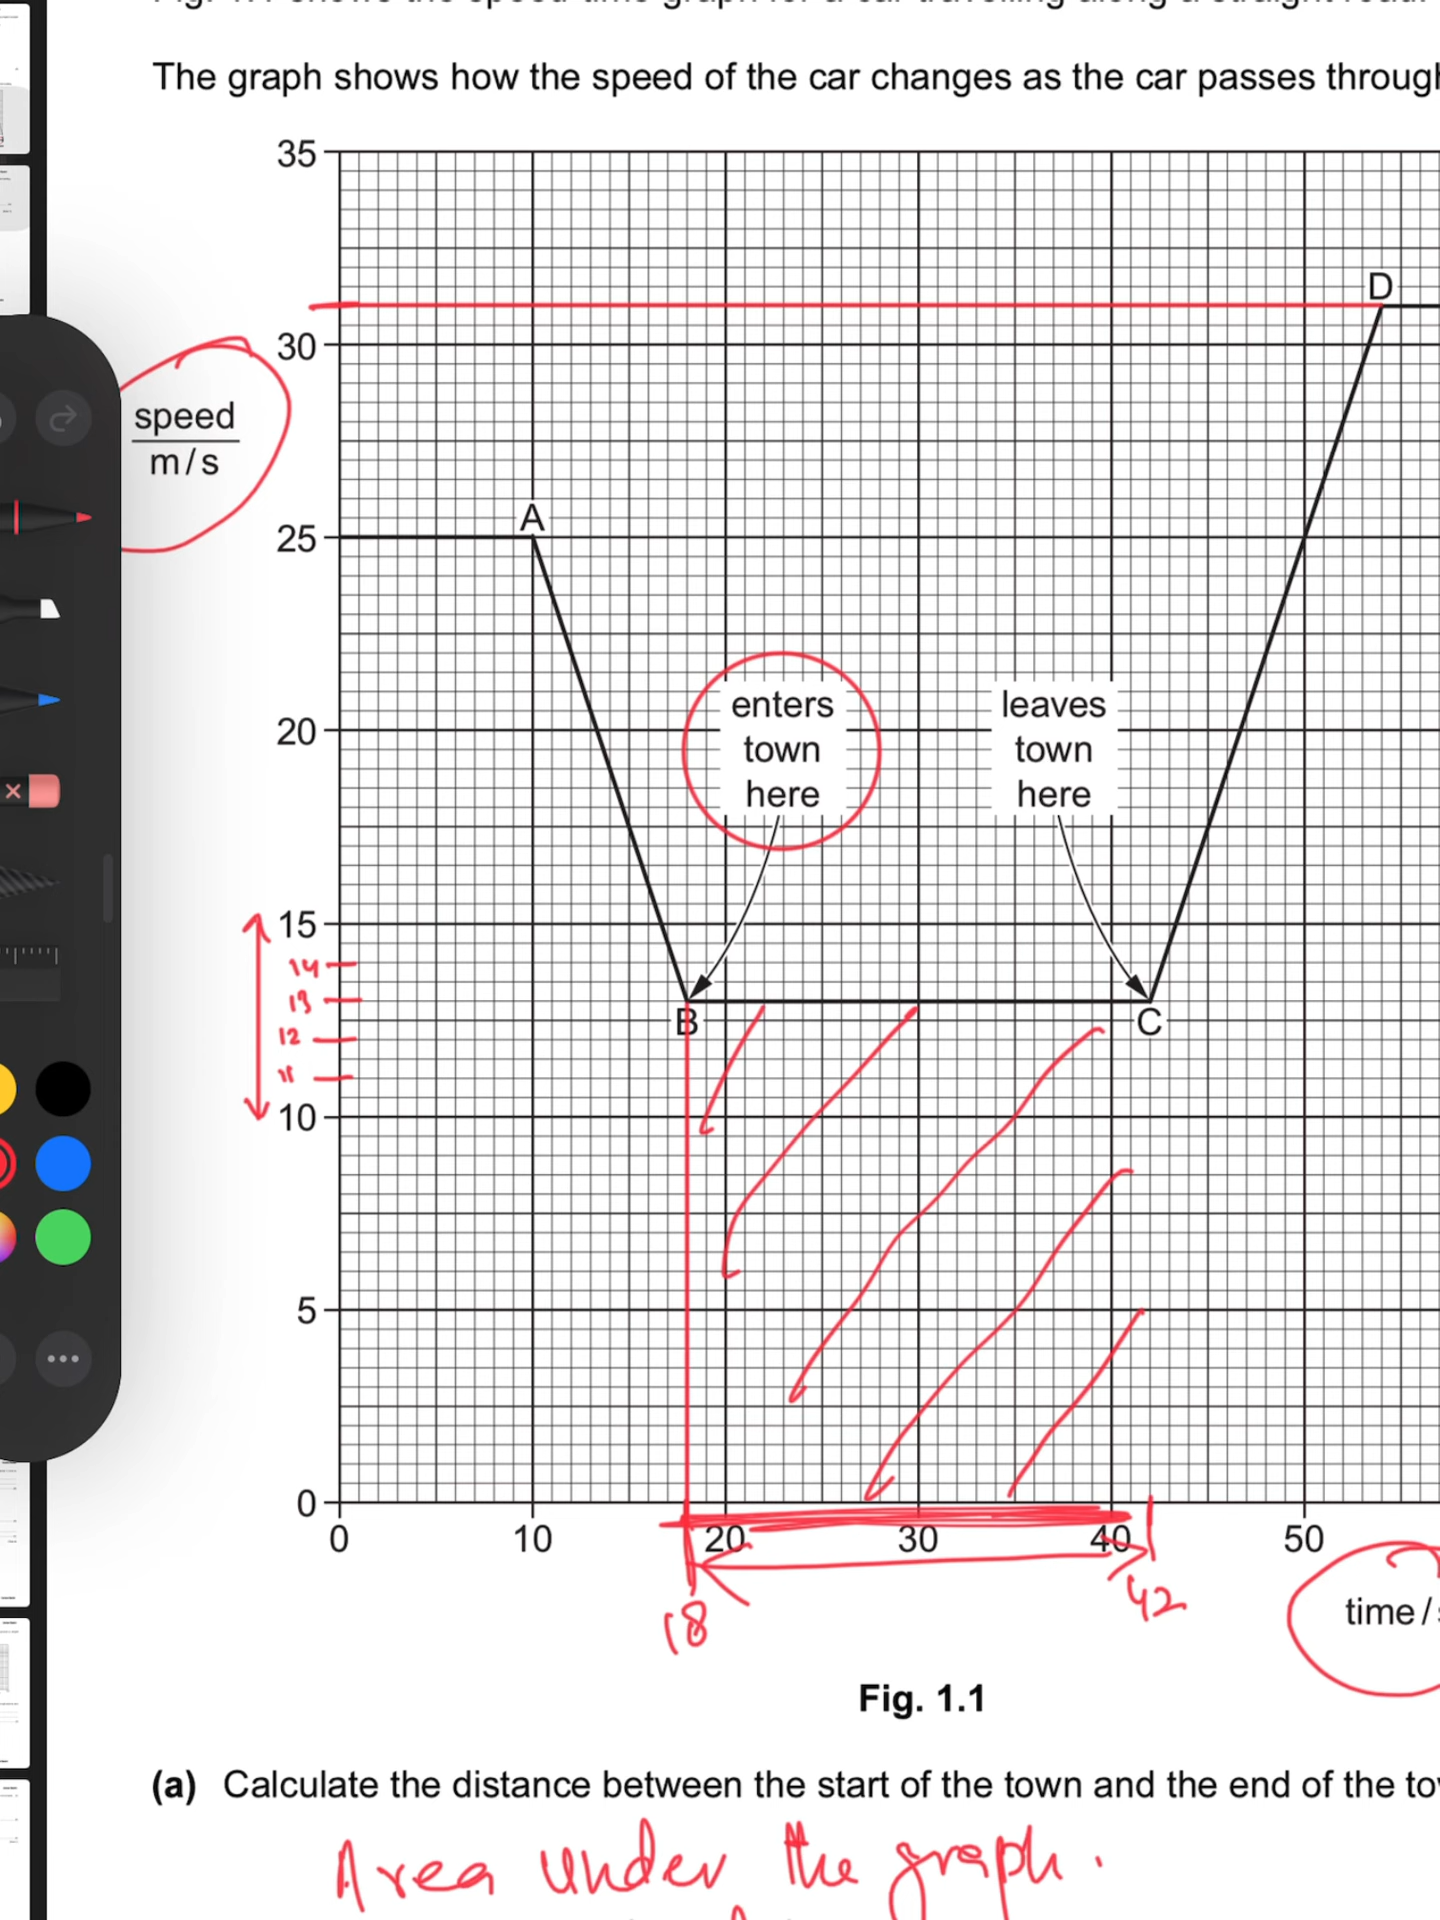 The graph shows how the speed of the car changes as the car passes through
35
D
30
speed
m/s
A
25
enters
town
here
leaves
town
here
20
15
14
13
B
C
12
11
10
5
0
0
10
20
30
40
50
18
42
time/
Fig. 1.1
(a) Calculate the distance between the start of the town and the end of the
Area under the graph.